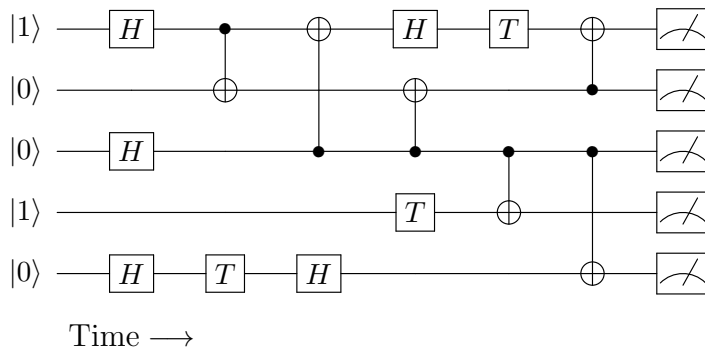 |1⟩ H H T
|0⟩
|0⟩ H
|1⟩ T
|0⟩ H T H
Time ⟶